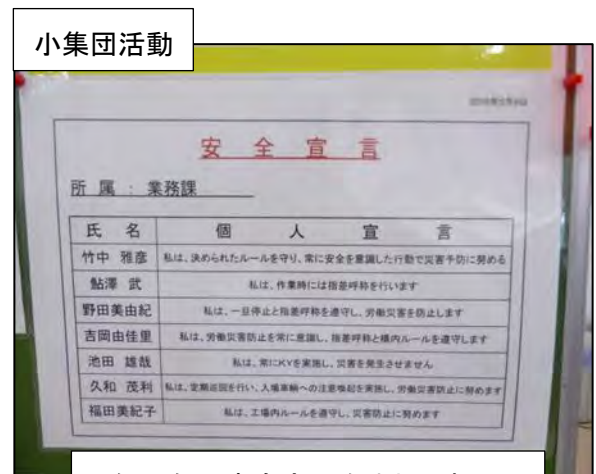 小集団活動
安全宣言
所属：業務課
氏名 個人宣言
竹中 雅彦 私は、決められたルールを守り、常に安全を意識した行動で災害予防に努める
鮎澤 武 私は、作業時には指差呼称を行います
野田美由紀 私は、一旦停止と指差呼称を遵守し、労働災害を防止します
吉岡由佳里 私は、労働災害防止を常に意識し、指差呼称と構内ルールを遵守します
池田 雄哉 私は、常にKYを実施し、災害を発生させません
久和 茂利 私は、定期巡回を行い、入場車輌への注意喚起を実施し、労働災害防止に努めます
福田美紀子 私は、工場内ルールを遵守し、災害防止に努めます